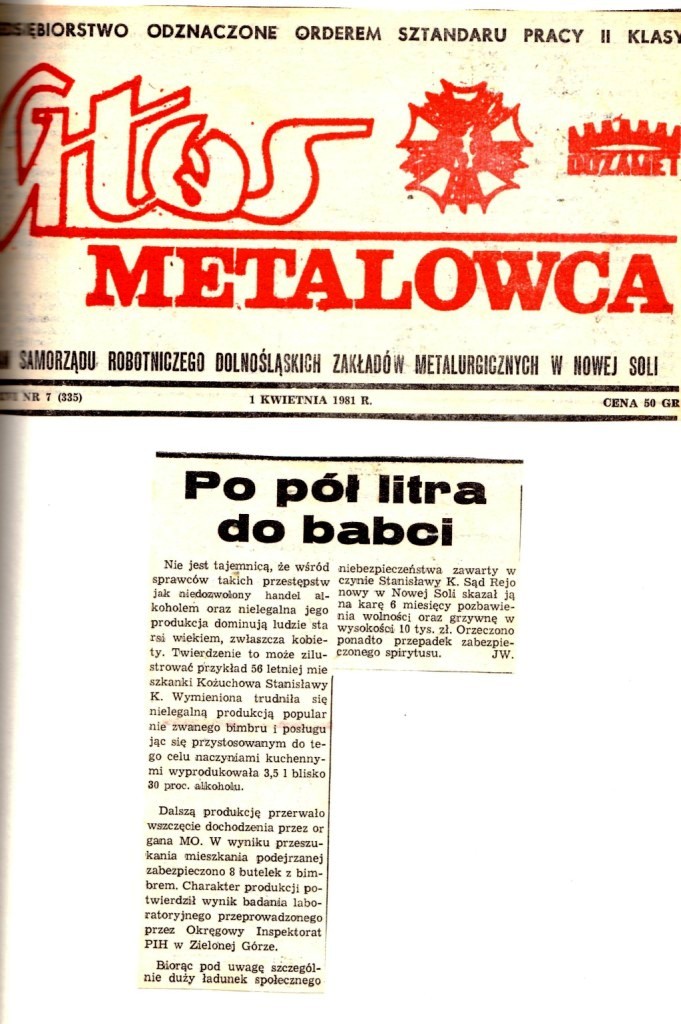 ĘBIORSTWO ODZNACZONE ORDEREM SZTANDARU PRACY II KLASY
Głos
DOZAMET
METALOWCA
SAMORZĄDU ROBOTNICZEGO DOLNOŚLĄSKICH ZAKŁADÓW METALURGICZNYCH W NOWEJ SOLI
NR 7 (335)
1 KWIETNIA 1981 R.
CENA 50 GR
Po pół litra
do babci
Nie jest tajemnicą, że wśród
sprawców takich przestępstw
jak niedozwolony handel al-
koholem oraz nielegalna jego
produkcja dominują ludzie sta
rsi wiekiem, zwłaszcza kobie-
ty. Twierdzenie to może zilu-
strować przykład 56 letniej mie
szkanki Kożuchowa Stanisławy
K. Wymieniona trudniła się
nielegalną produkcją popular
nie zwanego bimbru i posługu
jąc się przystosowanym do te-
go celu naczyniami kuchenny-
mi wyprodukowała 3,5 l blisko
30 proc. alkoholu.
Dalszą produkcję przerwało
wszczęcie dochodzenia przez or
gana MO. W wyniku przeszu-
kania mieszkania podejrzanej
zabezpieczono 8 butelek z bim-
brem. Charakter produkcji po-
twierdził wynik badania labo-
ratoryjnego przeprowadzonego
przez Okręgowy Inspektorat
PIH w Zielonej Górze.
Biorąc pod uwagę szczegól-
nie duży ładunek społecznego
niebezpieczeństwa zawarty w
czynie Stanisławy K. Sąd Rejo
nowy w Nowej Soli skazał ją
na karę 6 miesięcy pozbawie-
nia wolności oraz grzywnę w
wysokości 10 tys. zł. Orzeczono
ponadto przepadek zabezpie-
czonego spirytusu. JW.